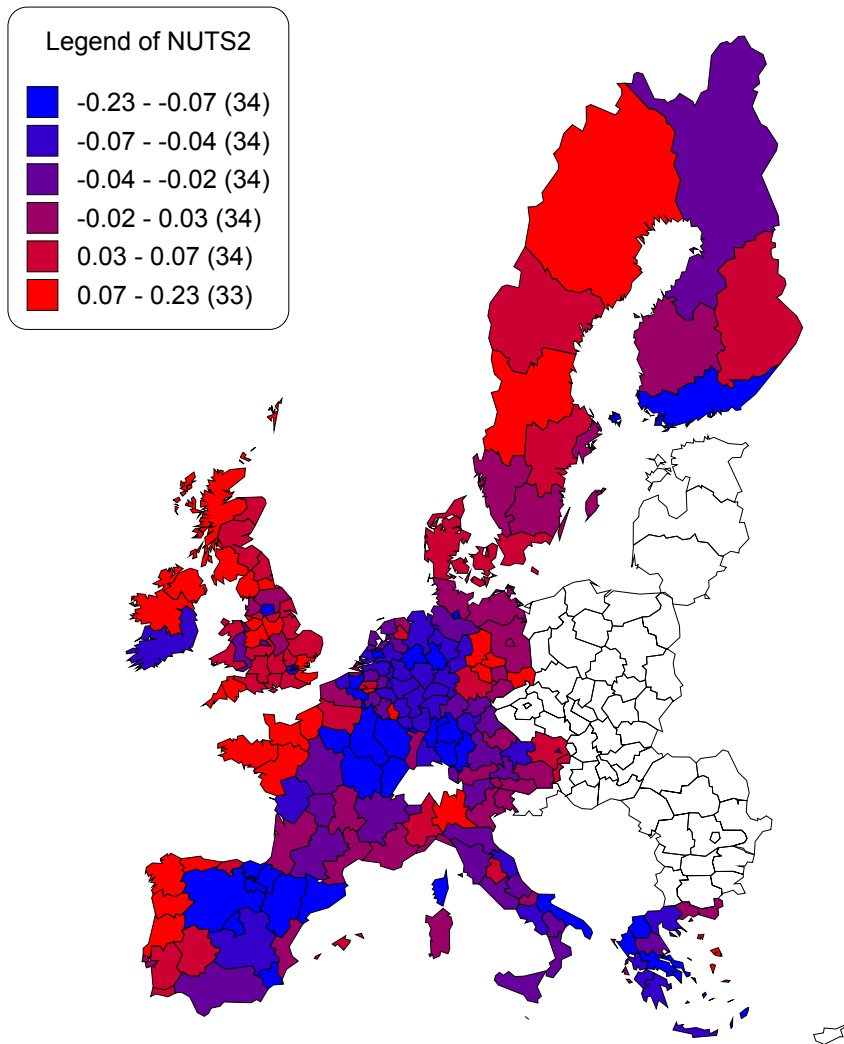 Legend of NUTS2
-0.23 - -0.07 (34)
-0.07 - -0.04 (34)
-0.04 - -0.02 (34)
-0.02 - 0.03 (34)
0.03 - 0.07 (34)
0.07 - 0.23 (33)